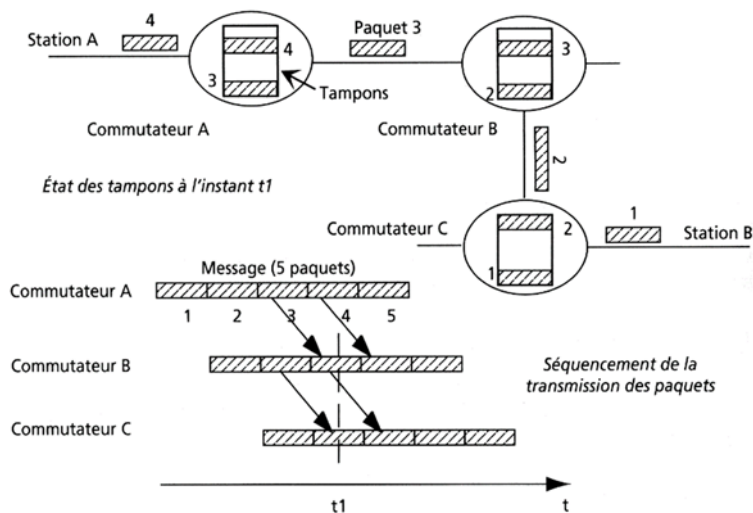 4
Station A
4
3
Tampons
Commutateur A
Paquet 3
3
2
Commutateur B
2
État des tampons à l'instant t1
Commutateur C
2
1
1
Station B
Message (5 paquets)
Commutateur A
1 2 3 4 5
Commutateur B
Commutateur C
Séquencement de la
transmission des paquets
t1
t